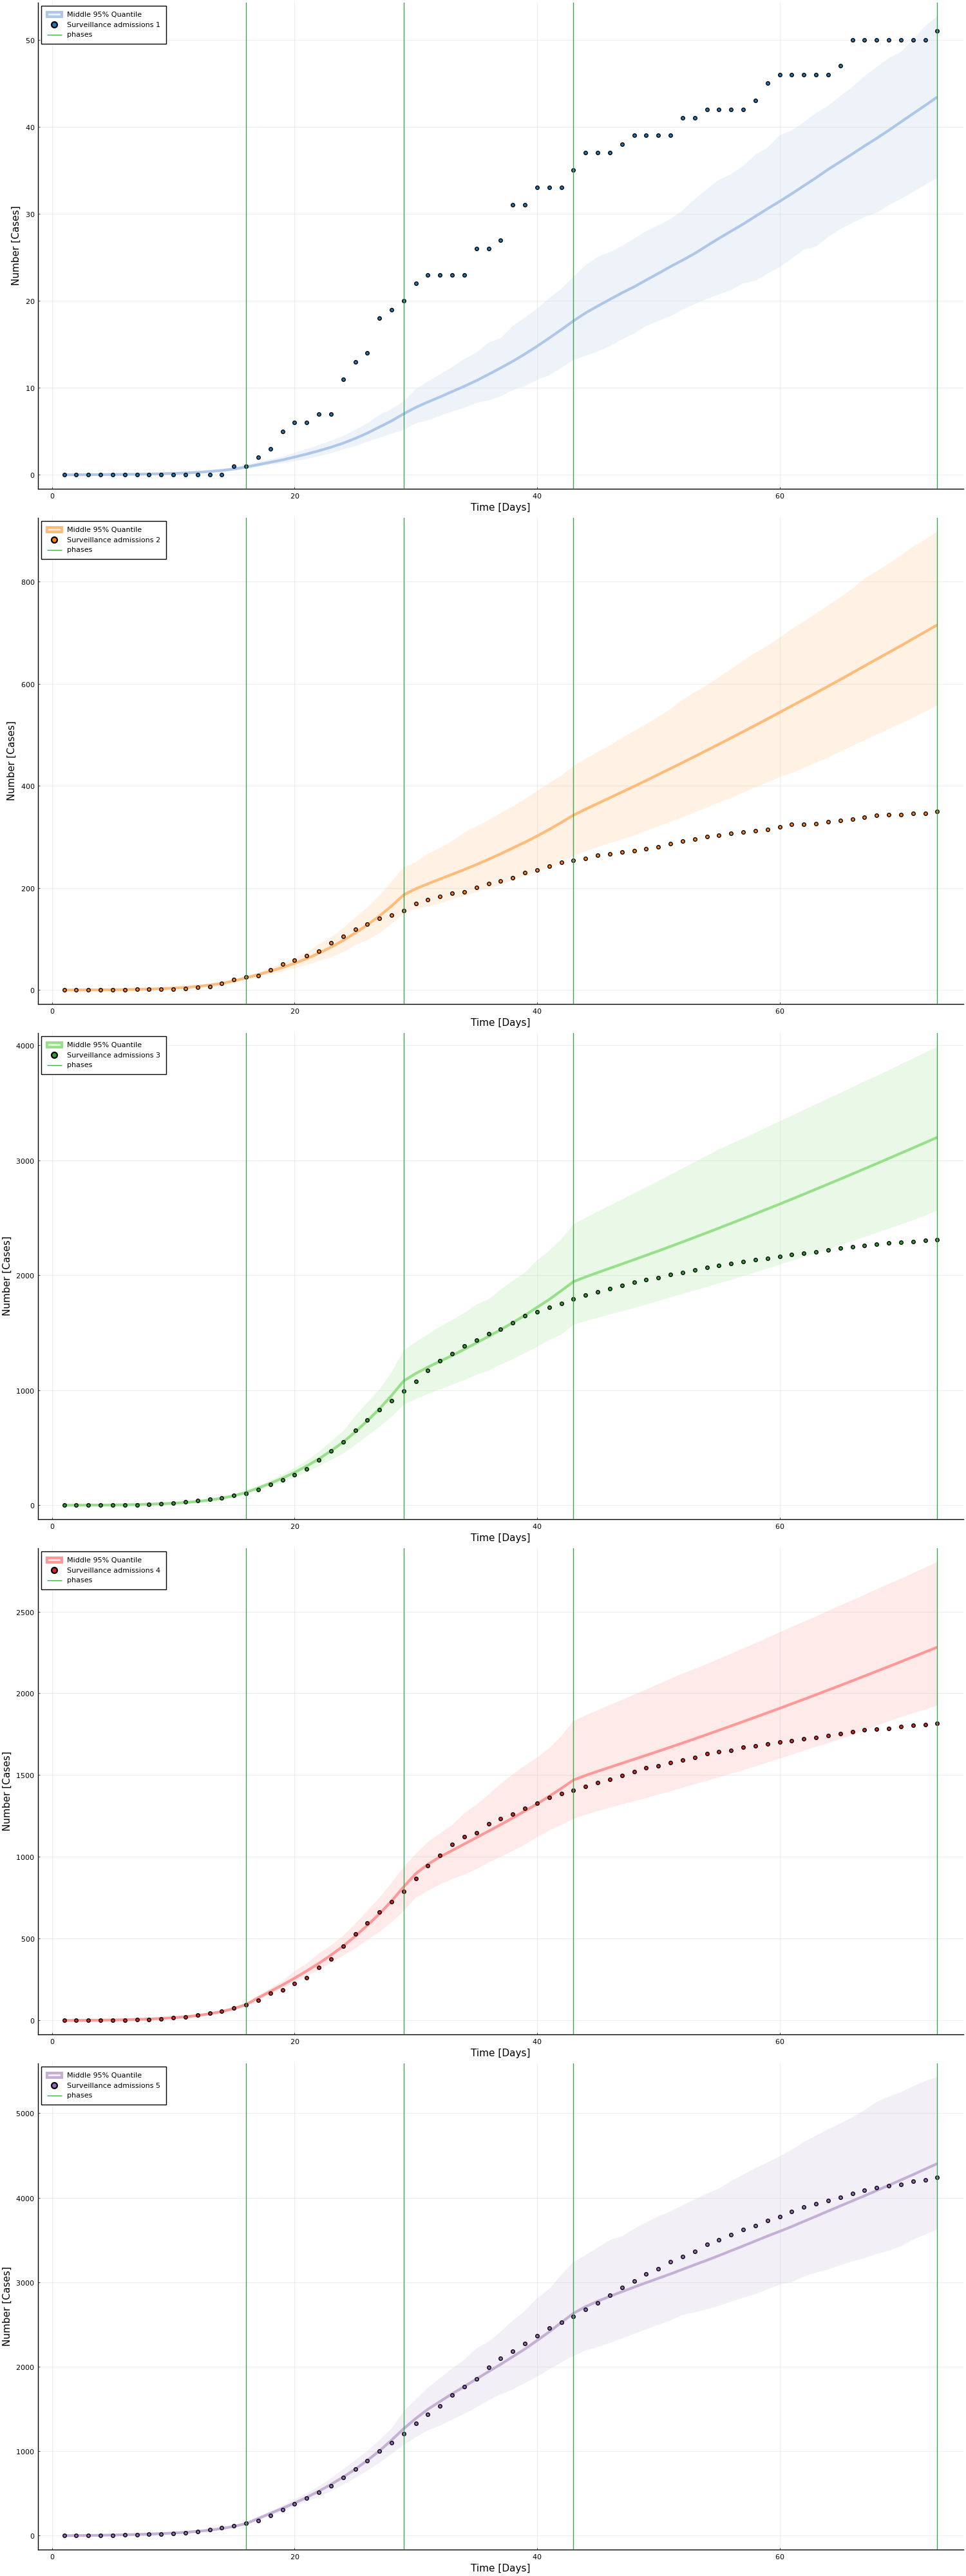 Middle 95% Quantile
Surveillance admissions 1
phases
50
40
30
20
10
0
Number [Cases]
0 20 40 60
Time [Days]
Middle 95% Quantile
Surveillance admissions 2
phases
800
600
400
200
0
Number [Cases]
0 20 40 60
Time [Days]
Middle 95% Quantile
Surveillance admissions 3
phases
4000
3000
2000
1000
0
Number [Cases]
0 20 40 60
Time [Days]
Middle 95% Quantile
Surveillance admissions 4
phases
2500
2000
1500
1000
500
0
Number [Cases]
0 20 40 60
Time [Days]
Middle 95% Quantile
Surveillance admissions 5
phases
5000
4000
3000
2000
1000
0
Number [Cases]
0 20 40 60
Time [Days]